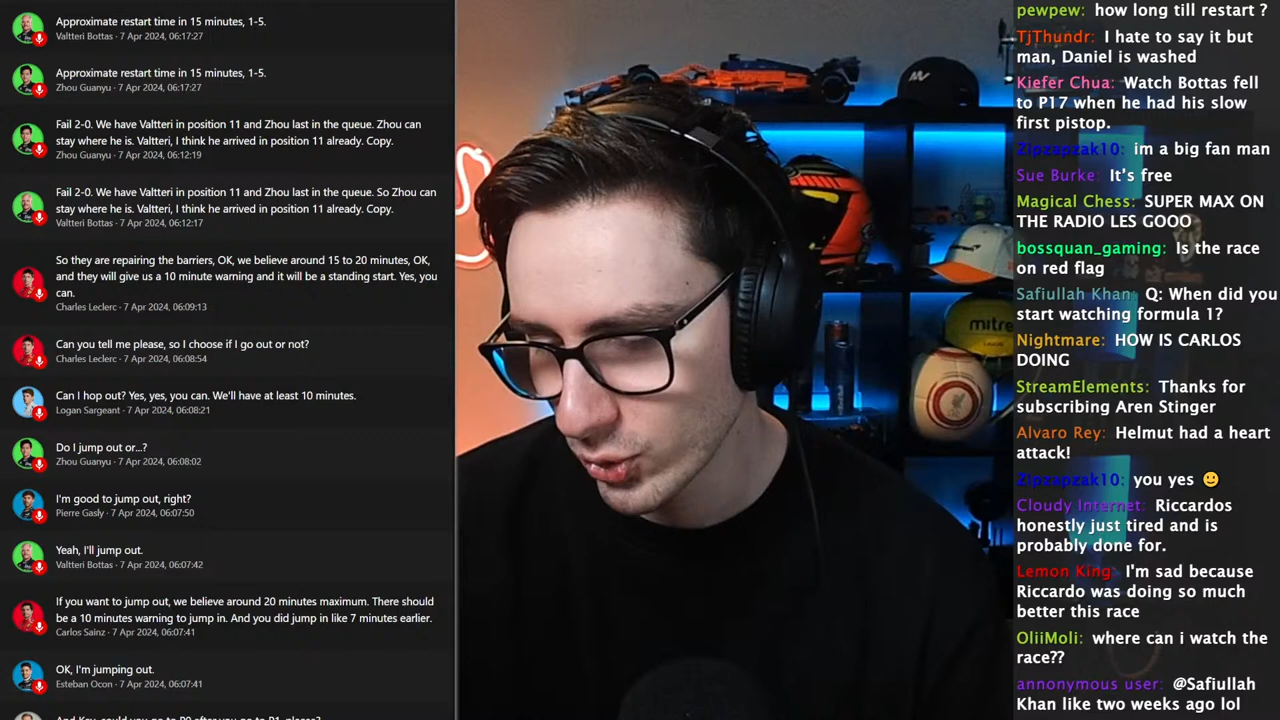 Approximate restart time in 15 minutes, 1-5.
Valtteri Bottas · 7 Apr 2024, 06:17:27
Approximate restart time in 15 minutes, 1-5.
Zhou Guanyu · 7 Apr 2024, 06:17:27
Fail 2-0. We have Valtteri in position 11 and Zhou last in the queue. Zhou can
stay where he is. Valtteri, I think he arrived in position 11 already. Copy.
Zhou Guanyu · 7 Apr 2024, 06:12:19
Fail 2-0. We have Valtteri in position 11 and Zhou last in the queue. So Zhou can
stay where he is. Valtteri, I think he arrived in position 11 already. Copy.
Valtteri Bottas · 7 Apr 2024, 06:12:17
So they are repairing the barriers, OK, we believe around 15 to 20 minutes, OK,
and they will give us a 10 minute warning and it will be a standing start. Yes, you
can.
Charles Leclerc · 7 Apr 2024, 06:09:13
Can you tell me please, so I choose if I go out or not?
Charles Leclerc · 7 Apr 2024, 06:08:54
Can I hop out? Yes, yes, you can. We'll have at least 10 minutes.
Logan Sargeant · 7 Apr 2024, 06:08:21
Do I jump out or...?
Zhou Guanyu · 7 Apr 2024, 06:08:02
I'm good to jump out, right?
Pierre Gasly · 7 Apr 2024, 06:07:50
Yeah, I'll jump out.
Valtteri Bottas · 7 Apr 2024, 06:07:42
If you want to jump out, we believe around 20 minutes maximum. There should
be a 10 minutes warning to jump in. And you did jump in like 7 minutes earlier.
Carlos Sainz · 7 Apr 2024, 06:07:41
OK, I'm jumping out.
Esteban Ocon · 7 Apr 2024, 06:07:41
mitre
pewpew: how long till restart ?
TjThundr: I hate to say it but
man, Daniel is washed
Kiefer Chua: Watch Bottas fell
to P17 when he had his slow
first pistop.
Zipzapzak10: im a big fan man
Sue Burke: It's free
Magical Chess: SUPER MAX ON
THE RADIO LES GOOO
bossquan_gaming: Is the race
on red flag
Safiullah Khan: Q: When did you
start watching formula 1?
Nightmare: HOW IS CARLOS
DOING
StreamElements: Thanks for
subscribing Aren Stinger
Alvaro Rey: Helmut had a heart
attack!
Zipzapzak10: you yes 🙂
Cloudy Internet: Riccardos
honestly just tired and is
probably done for.
Lemon King: I'm sad because
Riccardo was doing so much
better this race
OliiMoli: where can i watch the
race??
annonymous user: @Safiullah
Khan like two weeks ago lol